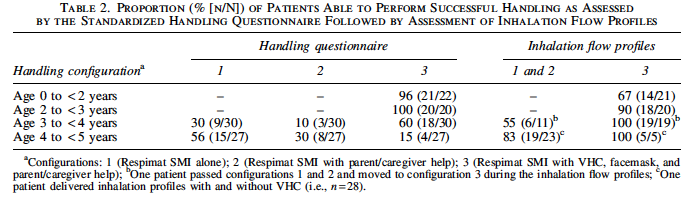 TABLE 2. PROPORTION (% [n/N]) OF PATIENTS ABLE TO PERFORM SUCCESSFUL HANDLING AS ASSESSED
BY THE STANDARDIZED HANDLING QUESTIONNAIRE FOLLOWED BY ASSESSMENT OF INHALATION FLOW PROFILES
Handling questionnaire Inhalation flow profiles
Handling configurationᵃ 1 2 3 1 and 2 3
Age 0 to <2 years – – 96 (21/22) – 67 (14/21)
Age 2 to <3 years – – 100 (20/20) – 90 (18/20)
Age 3 to <4 years 30 (9/30) 10 (3/30) 60 (18/30) 55 (6/11)ᵇ 100 (19/19)ᵇ
Age 4 to <5 years 56 (15/27) 30 (8/27) 15 (4/27) 83 (19/23)ᶜ 100 (5/5)ᶜ
ᵃConfigurations: 1 (Respimat SMI alone); 2 (Respimat SMI with parent/caregiver help); 3 (Respimat SMI with VHC, facemask, and
parent/caregiver help); ᵇOne patient passed configurations 1 and 2 and moved to configuration 3 during the inhalation flow profiles; ᶜOne
patient delivered inhalation profiles with and without VHC (i.e., n=28).